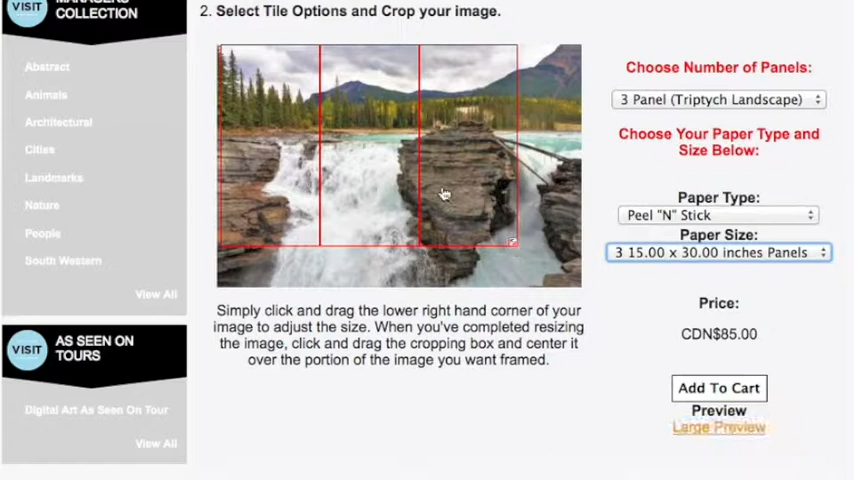 VISIT
MANAGERS
COLLECTION
Abstract
Animals
Architectural
Cities
Landmarks
Nature
People
South Western
View All
VISIT
AS SEEN ON
TOURS
Digital Art As Seen On Tour
View All
2. Select Tile Options and Crop your image.
Simply click and drag the lower right hand corner of your
image to adjust the size. When you've completed resizing
the image, click and drag the cropping box and center it
over the portion of the image you want framed.
Choose Number of Panels:
3 Panel (Triptych Landscape)
Choose Your Paper Type and
Size Below:
Paper Type:
Peel "N" Stick
Paper Size:
3 15.00 x 30.00 inches Panels
Price:
CDN$85.00
Add To Cart
Preview
Large Preview